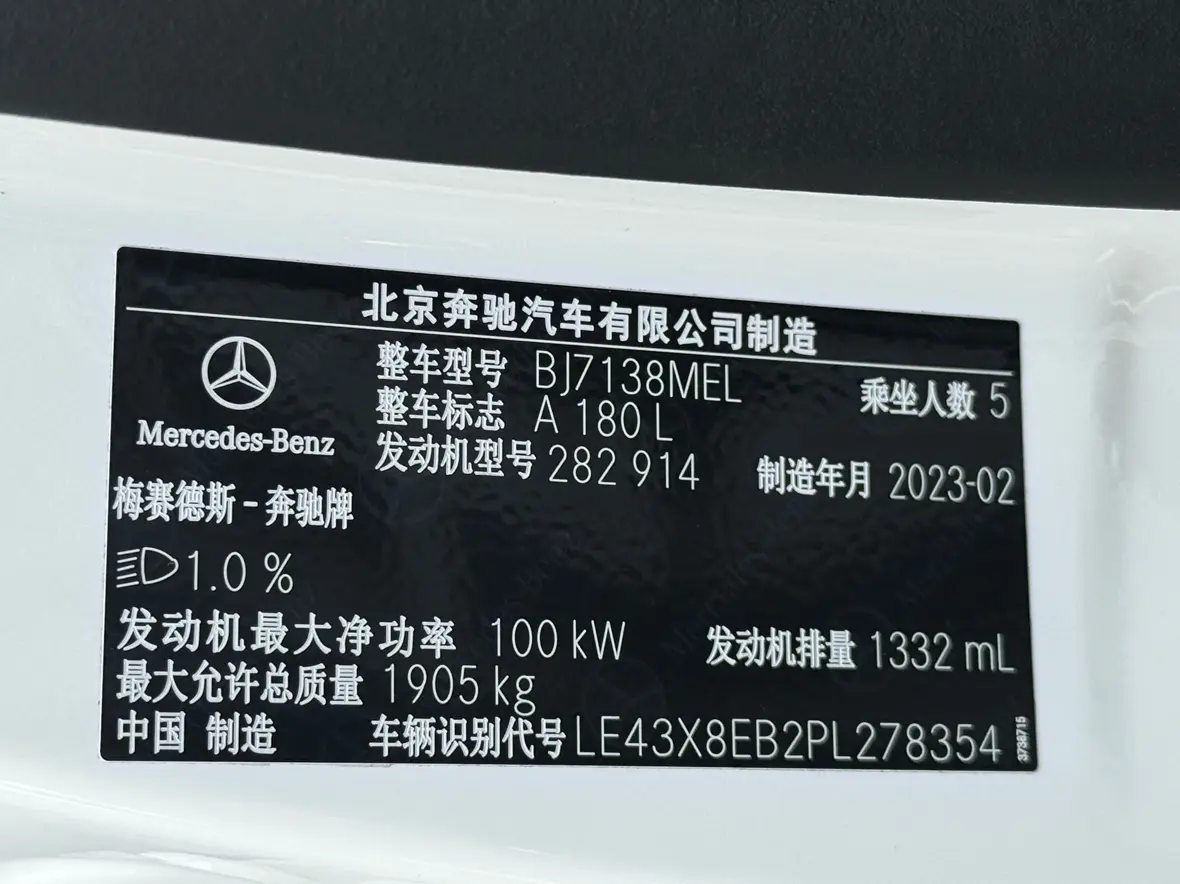 北京奔驰汽车有限公司制造
整车型号 BJ7138MEL
乘坐人数 5
整车标志 A 180 L
Mercedes-Benz
发动机型号 282 914
制造年月 2023-02
梅赛德斯-奔驰牌
1.0 %
发动机最大净功率 100 kW
发动机排量 1332 mL
最大允许总质量 1905 kg
中国 制造
车辆识别代号 LE43X8EB2PL278354
3738715